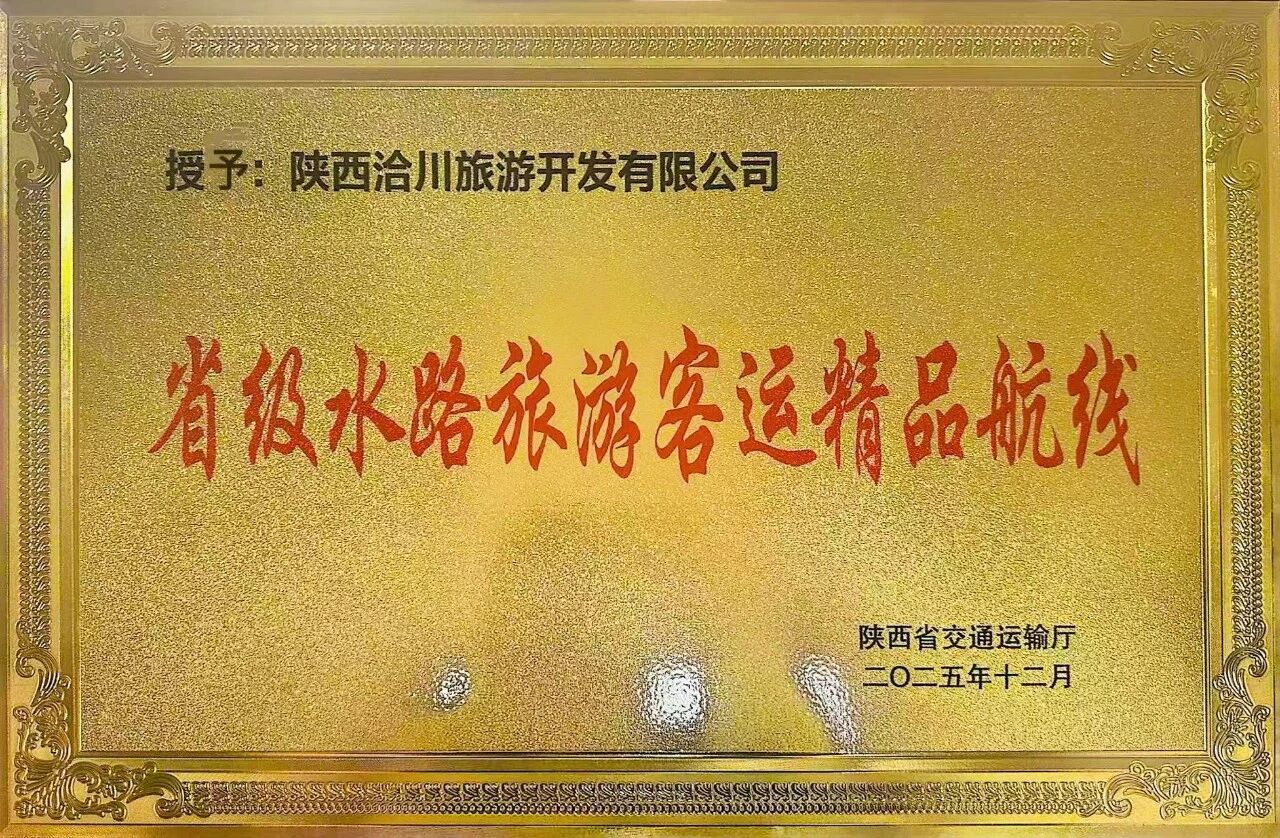 授予：陕西洽川旅游开发有限公司
省级水路旅游客运精品航线
陕西省交通运输厅
二〇二五年十二月